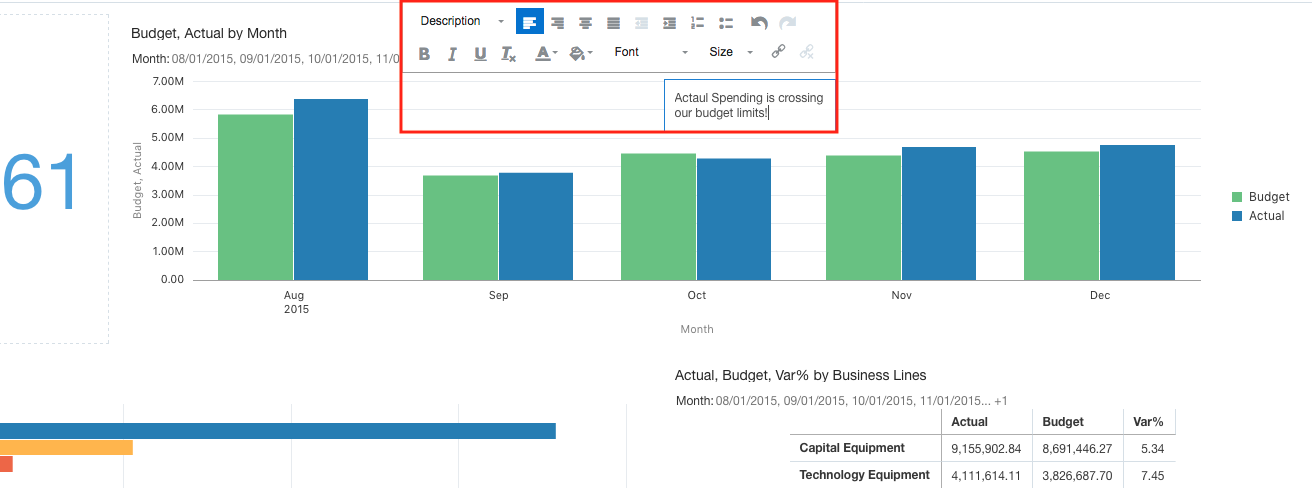 Description
B I U Tx A Font Size
Budget, Actual by Month
Month: 08/01/2015, 09/01/2015, 10/01/2015, 11/0
Actaul Spending is crossing
our budget limits!
61
Budget, Actual
7.00M
6.00M
5.00M
4.00M
3.00M
2.00M
1.00M
0.00
Aug Sep Oct Nov Dec
2015
Month
Budget
Actual
Actual, Budget, Var% by Business Lines
Month: 08/01/2015, 09/01/2015, 10/01/2015, 11/01/2015... +1
Actual Budget Var%
Capital Equipment 9,155,902.84 8,691,446.27 5.34
Technology Equipment 4,111,614.11 3,826,687.70 7.45